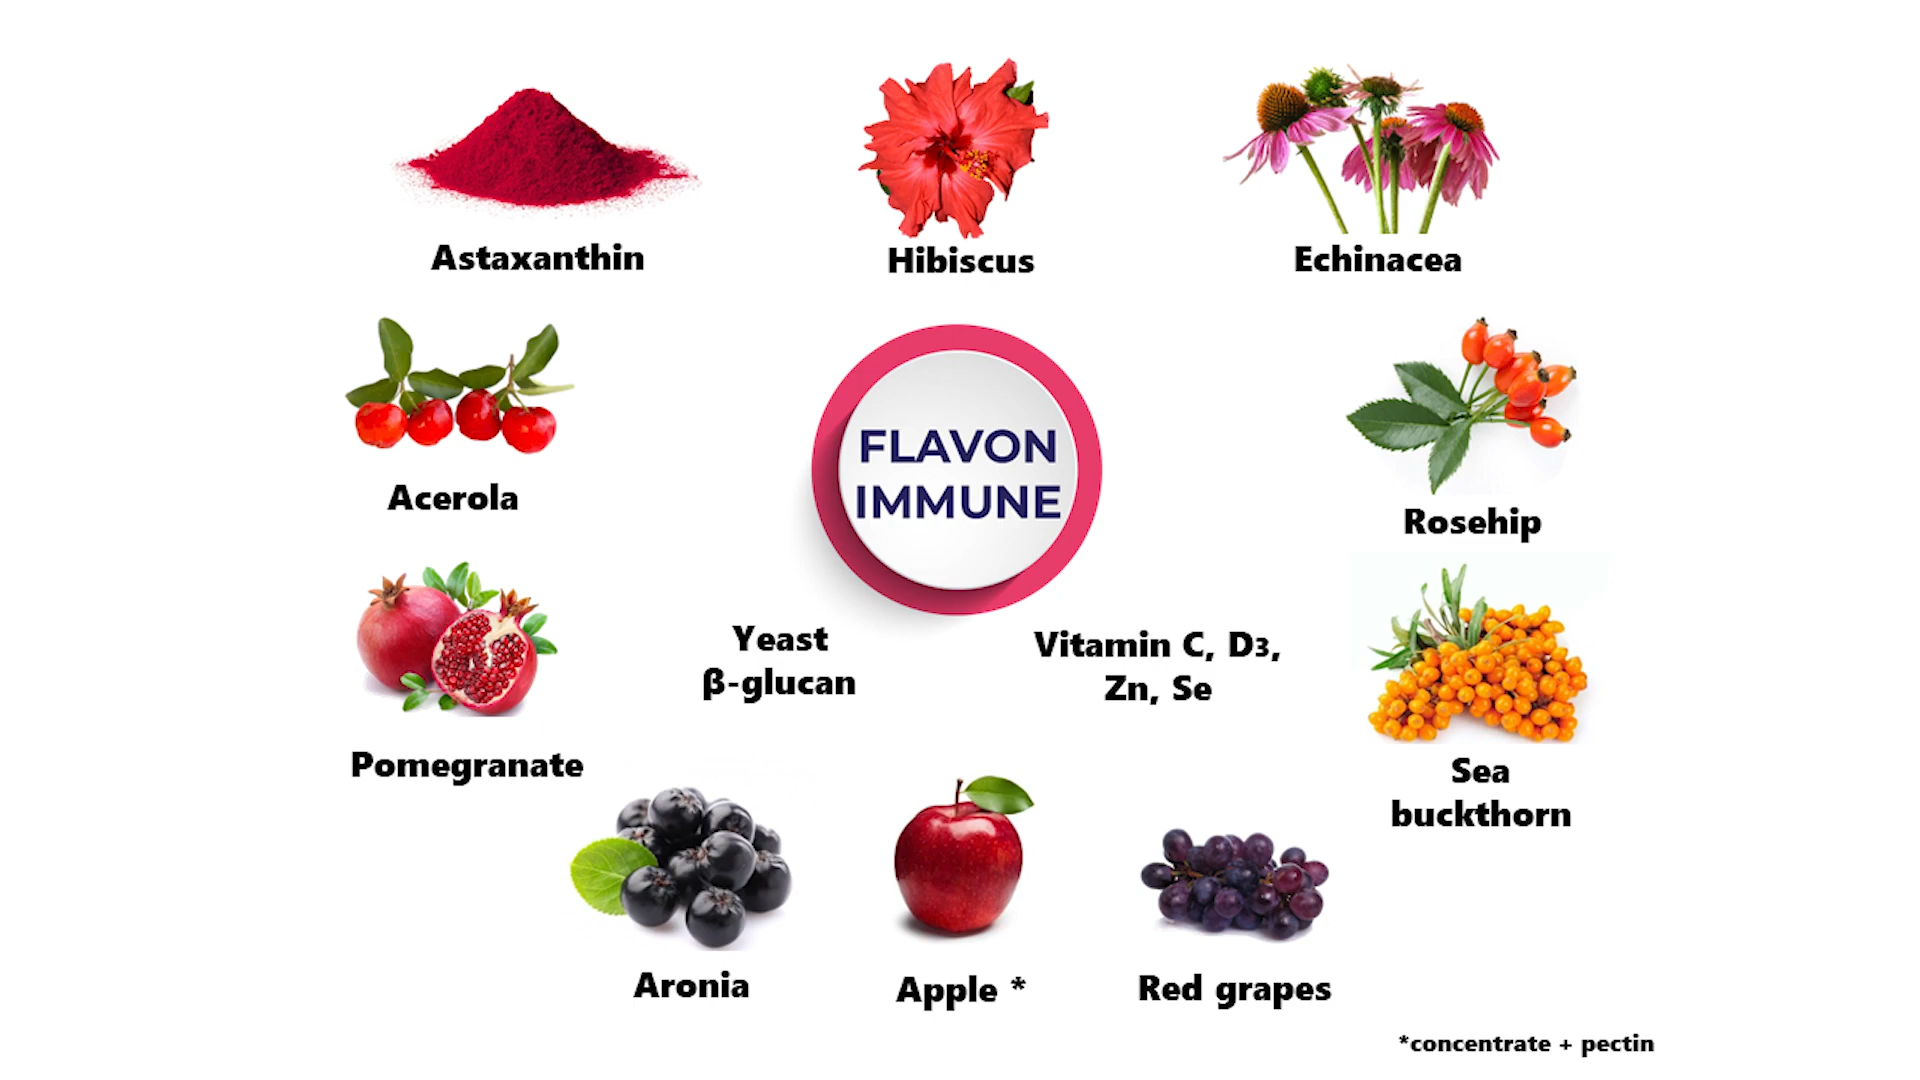 Astaxanthin
Hibiscus
Echinacea
Acerola
FLAVON
IMMUNE
Rosehip
Yeast
β-glucan
Vitamin C, D3,
Zn, Se
Pomegranate
Sea
buckthorn
Aronia
Apple *
Red grapes
*concentrate + pectin